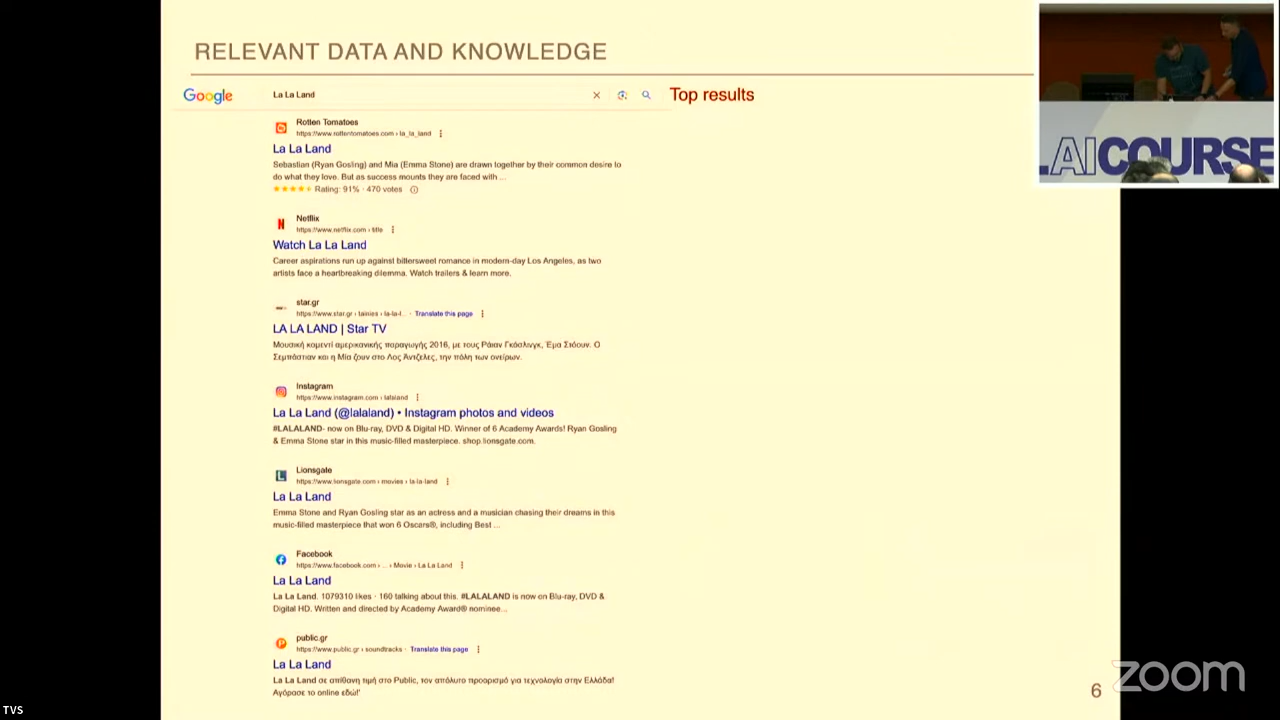 RELEVANT DATA AND KNOWLEDGE
Google
La La Land
Top results
Rotten Tomatoes
https://www.rottentomatoes.com › la_la_land
La La Land
Sebastian (Ryan Gosling) and Mia (Emma Stone) are drawn together by their common desire to
do what they love. But as success mounts they are faced with ...
Rating: 91% · 470 votes
Netflix
https://www.netflix.com › title
Watch La La Land
Career aspirations run up against bittersweet romance in modern-day Los Angeles, as two
artists face a heartbreaking dilemma. Watch trailers & learn more.
star.gr
https://www.star.gr › tainies › la-la-l... · Translate this page
LA LA LAND | Star TV
Μουσική κομεντί αμερικανικής παραγωγής 2016, με τους Ράιαν Γκόσλινγκ, Έμα Στόουν. Ο
Σεμπάστιαν και η Μία ζουν στο Λος Άντζελες, την πόλη των ονείρων.
Instagram
https://www.instagram.com › lalaland
La La Land (@lalaland) • Instagram photos and videos
#LALALAND- now on Blu-ray, DVD & Digital HD. Winner of 6 Academy Awards! Ryan Gosling
& Emma Stone star in this music-filled masterpiece. shop.lionsgate.com.
Lionsgate
https://www.lionsgate.com › movies › la-la-land
La La Land
Emma Stone and Ryan Gosling star as an actress and a musician chasing their dreams in this
music-filled masterpiece that won 6 Oscars®, including Best ...
Facebook
https://www.facebook.com › ... › Movie › La La Land
La La Land
La La Land. 1079310 likes · 160 talking about this. #LALALAND is now on Blu-ray, DVD &
Digital HD. Written and directed by Academy Award® nominee...
public.gr
https://www.public.gr › soundtracks · Translate this page
La La Land
La La Land σε απίθανη τιμή στο Public, τον απόλυτο προορισμό για τεχνολογία στην Ελλάδα!
Αγόρασε το online εδώ!'
6
AI COURSE
zoom
TVS